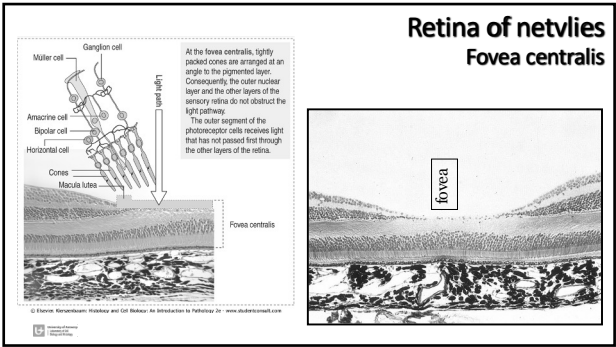 Retina of netvlies
Fovea centralis
Ganglion cell
Müller cell
Amacrine cell
Bipolar cell
Horizontal cell
Cones
Macula lutea
Light path
At the fovea centralis, tightly
packed cones are arranged at an
angle to the pigmented layer.
Consequently, the outer nuclear
layer and the other layers of the
sensory retina do not obstruct the
light pathway.
The outer segment of the
photoreceptor cells receives light
that has not passed first through
the other layers of the retina.
Fovea centralis
fovea
© Elsevier. Kierszenbaum: Histology and Cell Biology: An Introduction to Pathology 2e - www.studentconsult.com